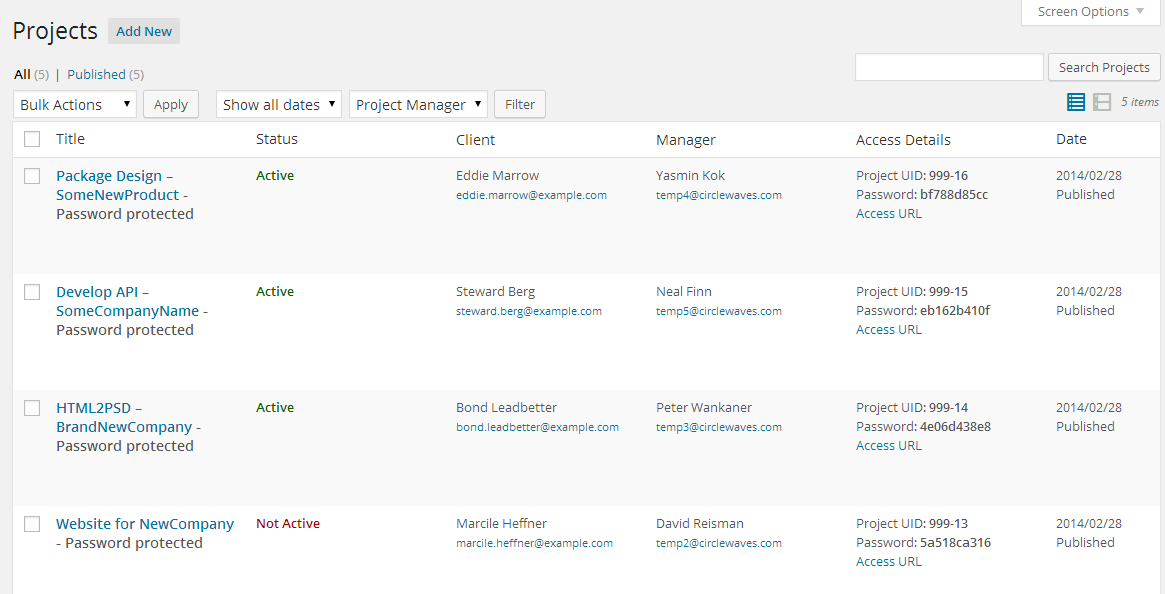 Screen Options
Projects Add New
All (5) | Published (5)
Search Projects
Bulk Actions Apply Show all dates Project Manager Filter 5 items
Title Status Client Manager Access Details Date
Package Design – Active Eddie Marrow Yasmin Kok Project UID: 999-16 2014/02/28
SomeNewProduct - eddie.marrow@example.com temp4@circlewaves.com Password: bf788d85cc Published
Password protected Access URL
Develop API – Active Steward Berg Neal Finn Project UID: 999-15 2014/02/28
SomeCompanyName - steward.berg@example.com temp5@circlewaves.com Password: eb162b410f Published
Password protected Access URL
HTML2PSD – Active Bond Leadbetter Peter Wankaner Project UID: 999-14 2014/02/28
BrandNewCompany - bond.leadbetter@example.com temp3@circlewaves.com Password: 4e06d438e8 Published
Password protected Access URL
Website for NewCompany Not Active Marcile Heffner David Reisman Project UID: 999-13 2014/02/28
- Password protected marcile.heffner@example.com temp2@circlewaves.com Password: 5a518ca316 Published
Access URL